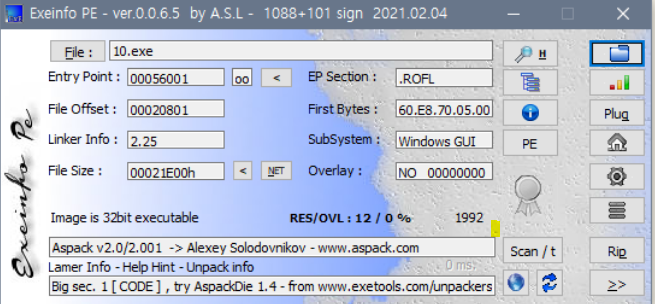 Exeinfo PE - ver.0.0.6.5 by A.S.L - 1088+101 sign 2021.02.04
File : 10.exe H
Entry Point : 00056001 oo < EP Section : .ROFL
File Offset : 00020801 First Bytes : 60.E8.70.05.00 Plug
Linker Info : 2.25 SubSystem : Windows GUI PE
File Size : 00021E00h < NET Overlay : NO 00000000
Image is 32bit executable RES/OVL : 12 / 0 % 1992
Aspack v2.0/2.001 -> Alexey Solodovnikov - www.aspack.com Scan / t Rip
Lamer Info - Help Hint - Unpack info 0 ms.
Big sec. 1 [ CODE ] , try AspackDie 1.4 - from www.exetools.com/unpackers >>
Exeinfo Pe